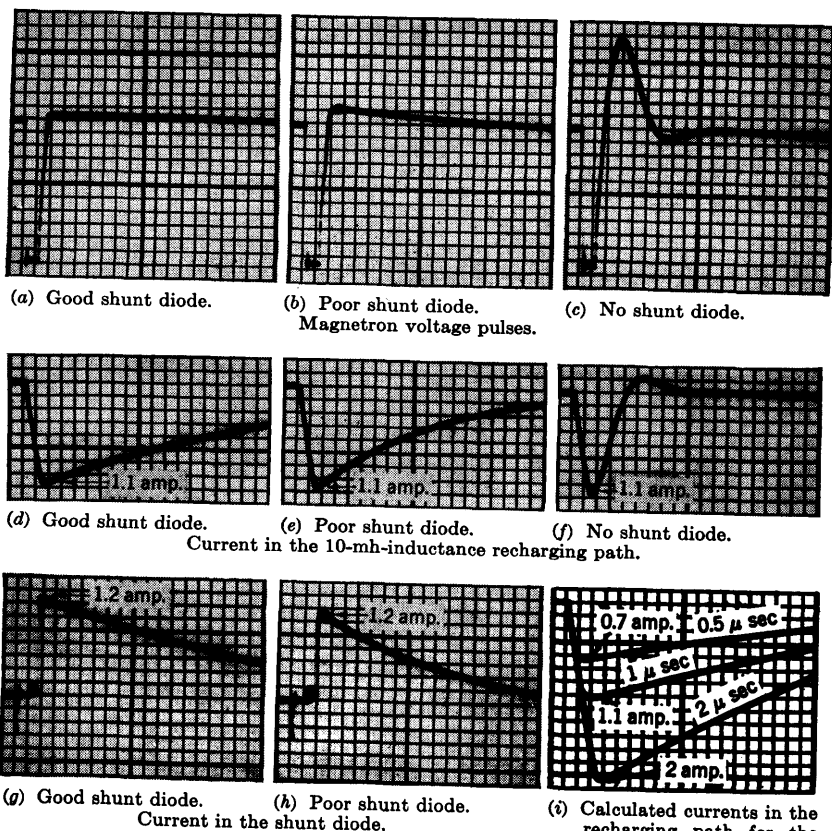 (a) Good shunt diode.
(b) Poor shunt diode.
(c) No shunt diode.
Magnetron voltage pulses.
1.1 amp.
1.1 amp.
1.1 amp.
(d) Good shunt diode.
(e) Poor shunt diode.
(f) No shunt diode.
Current in the 10-mh-inductance recharging path.
1.2 amp.
1.2 amp.
0.7 amp. 0.5 μ sec
1 μ sec
1.1 amp. 2 μ sec
2 amp.
(g) Good shunt diode.
(h) Poor shunt diode.
Current in the shunt diode.
(i) Calculated currents in the
recharging path for the